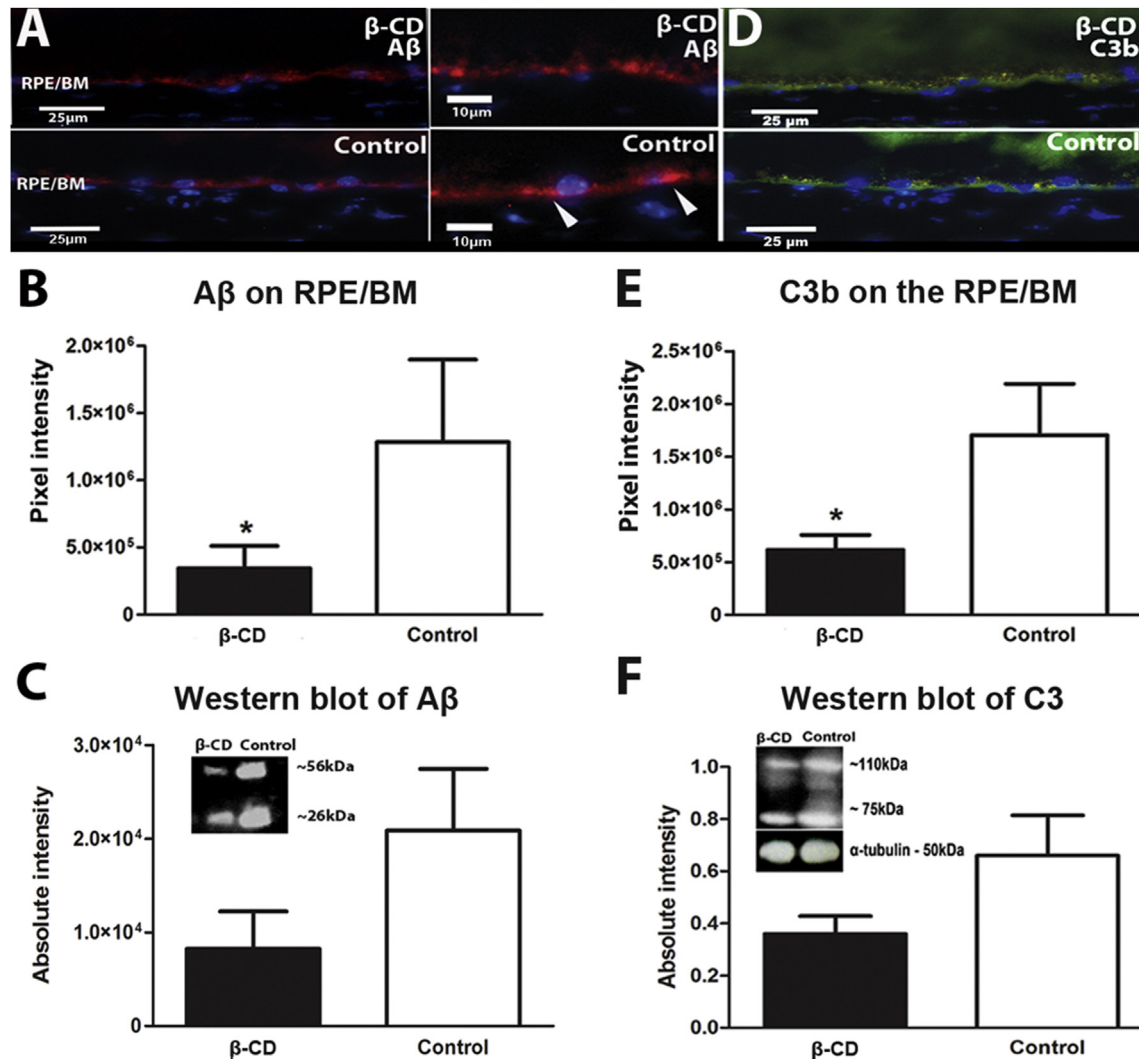 A
β-CD
Aβ
RPE/BM
25μm
Control
RPE/BM
25μm
β-CD
Aβ
10μm
Control
10μm
D
β-CD
C3b
25 μm
Control
25 μm
B
Aβ on RPE/BM
Pixel intensity
2.0×10⁶
1.5×10⁶
1.0×10⁶
5.0×10⁵
0
*
β-CD
Control
E
C3b on the RPE/BM
Pixel intensity
2.5×10⁶
2.0×10⁶
1.5×10⁶
1.0×10⁶
5.0×10⁵
0
*
β-CD
Control
C
Western blot of Aβ
Absolute intensity
3.0×10⁴
2.0×10⁴
1.0×10⁴
0
β-CD Control
~56kDa
~26kDa
β-CD
Control
F
Western blot of C3
Absolute intensity
1.0
0.8
0.6
0.4
0.2
0.0
β-CD Control
~110kDa
~ 75kDa
α-tubulin - 50kDa
β-CD
Control